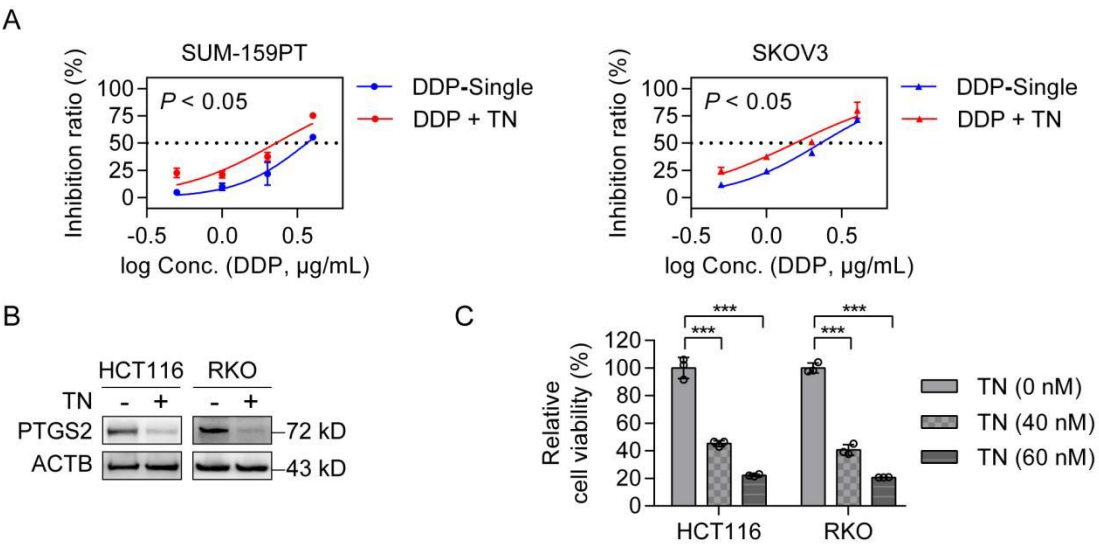 A
SUM-159PT
Inhibition ratio (%)
100
75
50
25
0
P < 0.05
-0.5 0.0 0.5
log Conc. (DDP, µg/mL)
DDP-Single
DDP + TN
SKOV3
Inhibition ratio (%)
100
75
50
25
0
P < 0.05
-0.5 0.0 0.5
log Conc. (DDP, µg/mL)
DDP-Single
DDP + TN
B
HCT116 RKO
TN - + - +
PTGS2 72 kD
ACTB 43 kD
C
Relative
cell viability (%)
120
100
80
60
40
20
0
*** ***
*** ***
HCT116 RKO
TN (0 nM)
TN (40 nM)
TN (60 nM)